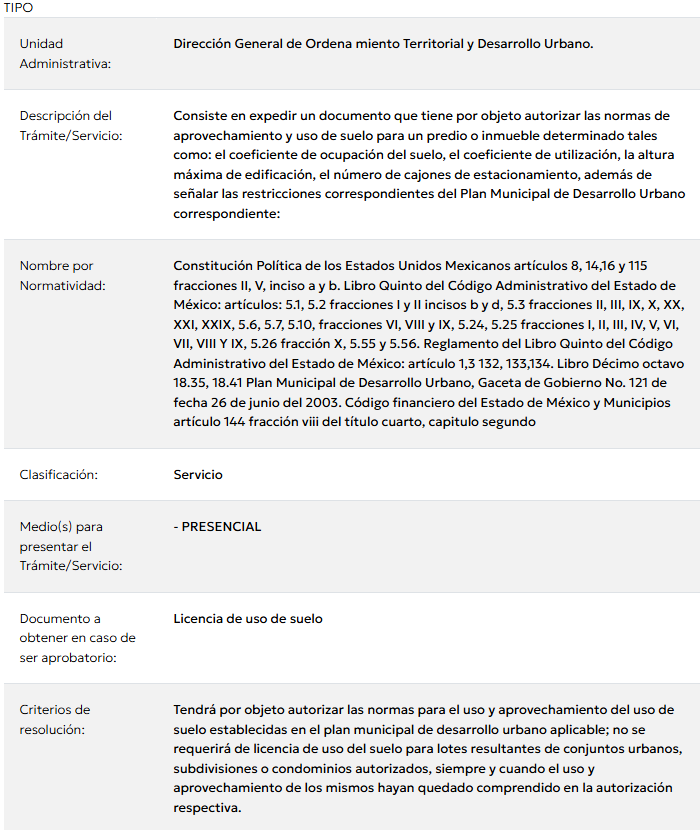 TIPO
Unidad
Administrativa:
Dirección General de Ordena miento Territorial y Desarrollo Urbano.
Descripción del
Trámite/Servicio:
Consiste en expedir un documento que tiene por objeto autorizar las normas de
aprovechamiento y uso de suelo para un predio o inmueble determinado tales
como: el coeficiente de ocupación del suelo, el coeficiente de utilización, la altura
máxima de edificación, el número de cajones de estacionamiento, además de
señalar las restricciones correspondientes del Plan Municipal de Desarrollo Urbano
correspondiente:
Nombre por
Normatividad:
Constitución Política de los Estados Unidos Mexicanos artículos 8, 14,16 y 115
fracciones II, V, inciso a y b. Libro Quinto del Código Administrativo del Estado de
México: artículos: 5.1, 5.2 fracciones I y II incisos b y d, 5.3 fracciones II, III, IX, X, XX,
XXI, XXIX, 5.6, 5.7, 5.10, fracciones VI, VIII y IX, 5.24, 5.25 fracciones I, II, III, IV, V, VI,
VII, VIII Y IX, 5.26 fracción X, 5.55 y 5.56. Reglamento del Libro Quinto del Código
Administrativo del Estado de México: artículo 1,3 132, 133,134. Libro Décimo octavo
18.35, 18.41 Plan Municipal de Desarrollo Urbano, Gaceta de Gobierno No. 121 de
fecha 26 de junio del 2003. Código financiero del Estado de México y Municipios
artículo 144 fracción viii del título cuarto, capitulo segundo
Clasificación:
Servicio
Medio(s) para
presentar el
Trámite/Servicio:
- PRESENCIAL
Documento a
obtener en caso de
ser aprobatorio:
Licencia de uso de suelo
Criterios de
resolución:
Tendrá por objeto autorizar las normas para el uso y aprovechamiento del uso de
suelo establecidas en el plan municipal de desarrollo urbano aplicable; no se
requerirá de licencia de uso del suelo para lotes resultantes de conjuntos urbanos,
subdivisiones o condominios autorizados, siempre y cuando el uso y
aprovechamiento de los mismos hayan quedado comprendido en la autorización
respectiva.